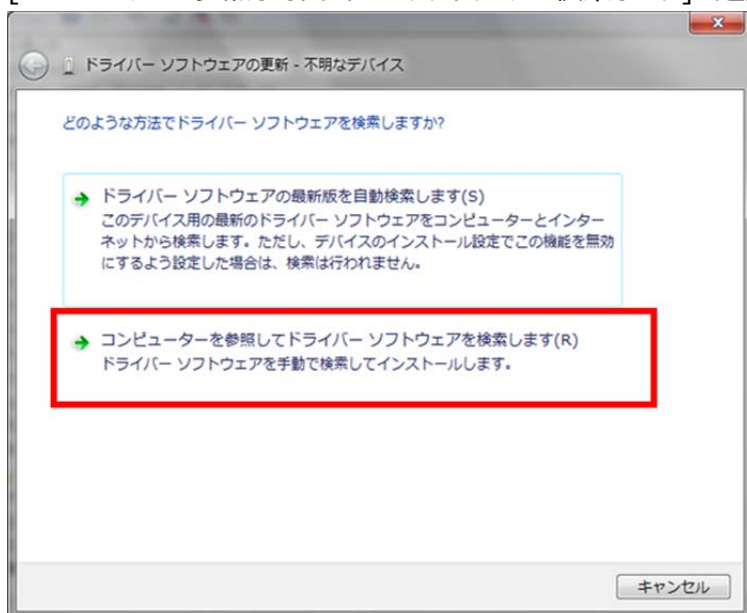 ドライバー ソフトウェアの更新 - 不明なデバイス
どのような方法でドライバー ソフトウェアを検索しますか?
ドライバー ソフトウェアの最新版を自動検索します(S)
このデバイス用の最新のドライバー ソフトウェアをコンピューターとインター
ネットから検索します。ただし、デバイスのインストール設定でこの機能を無効
にするよう設定した場合は、検索は行われません。
コンピューターを参照してドライバー ソフトウェアを検索します(R)
ドライバー ソフトウェアを手動で検索してインストールします。
キャンセル